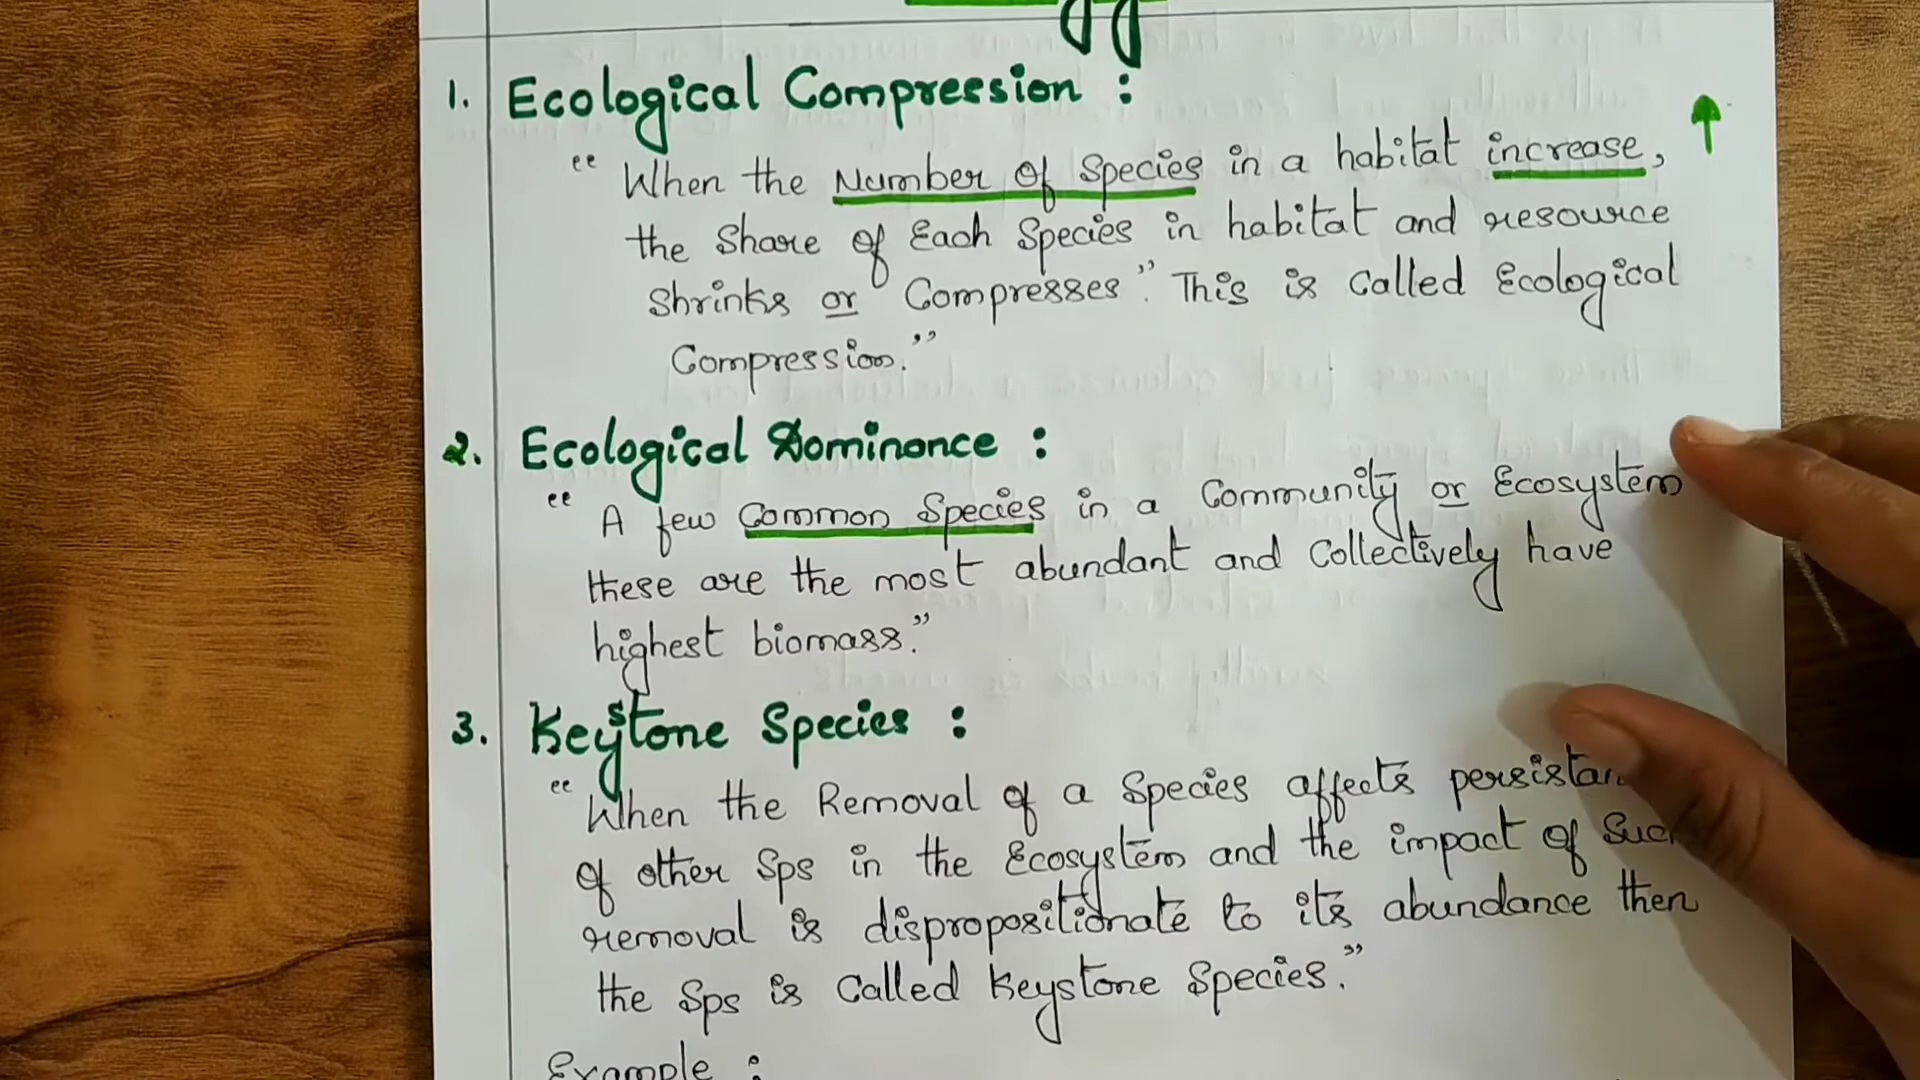 1. Ecological Compression :
"When the Number of Species in a habitat increase,
the Share of Each Species in habitat and resource
Shrinks or Compresses". This is Called Ecological
Compression."
2. Ecological Dominance :
"A few Common Species in a Community or Ecosystem
these are the most abundant and Collectively have
highest biomass."
3. Keystone Species :
"When the Removal of a Species affects
of other Sps in the Ecosystem and the impact of
removal is dispropositionate to its abundance then
the Sps is Called Keystone Species."
Example :